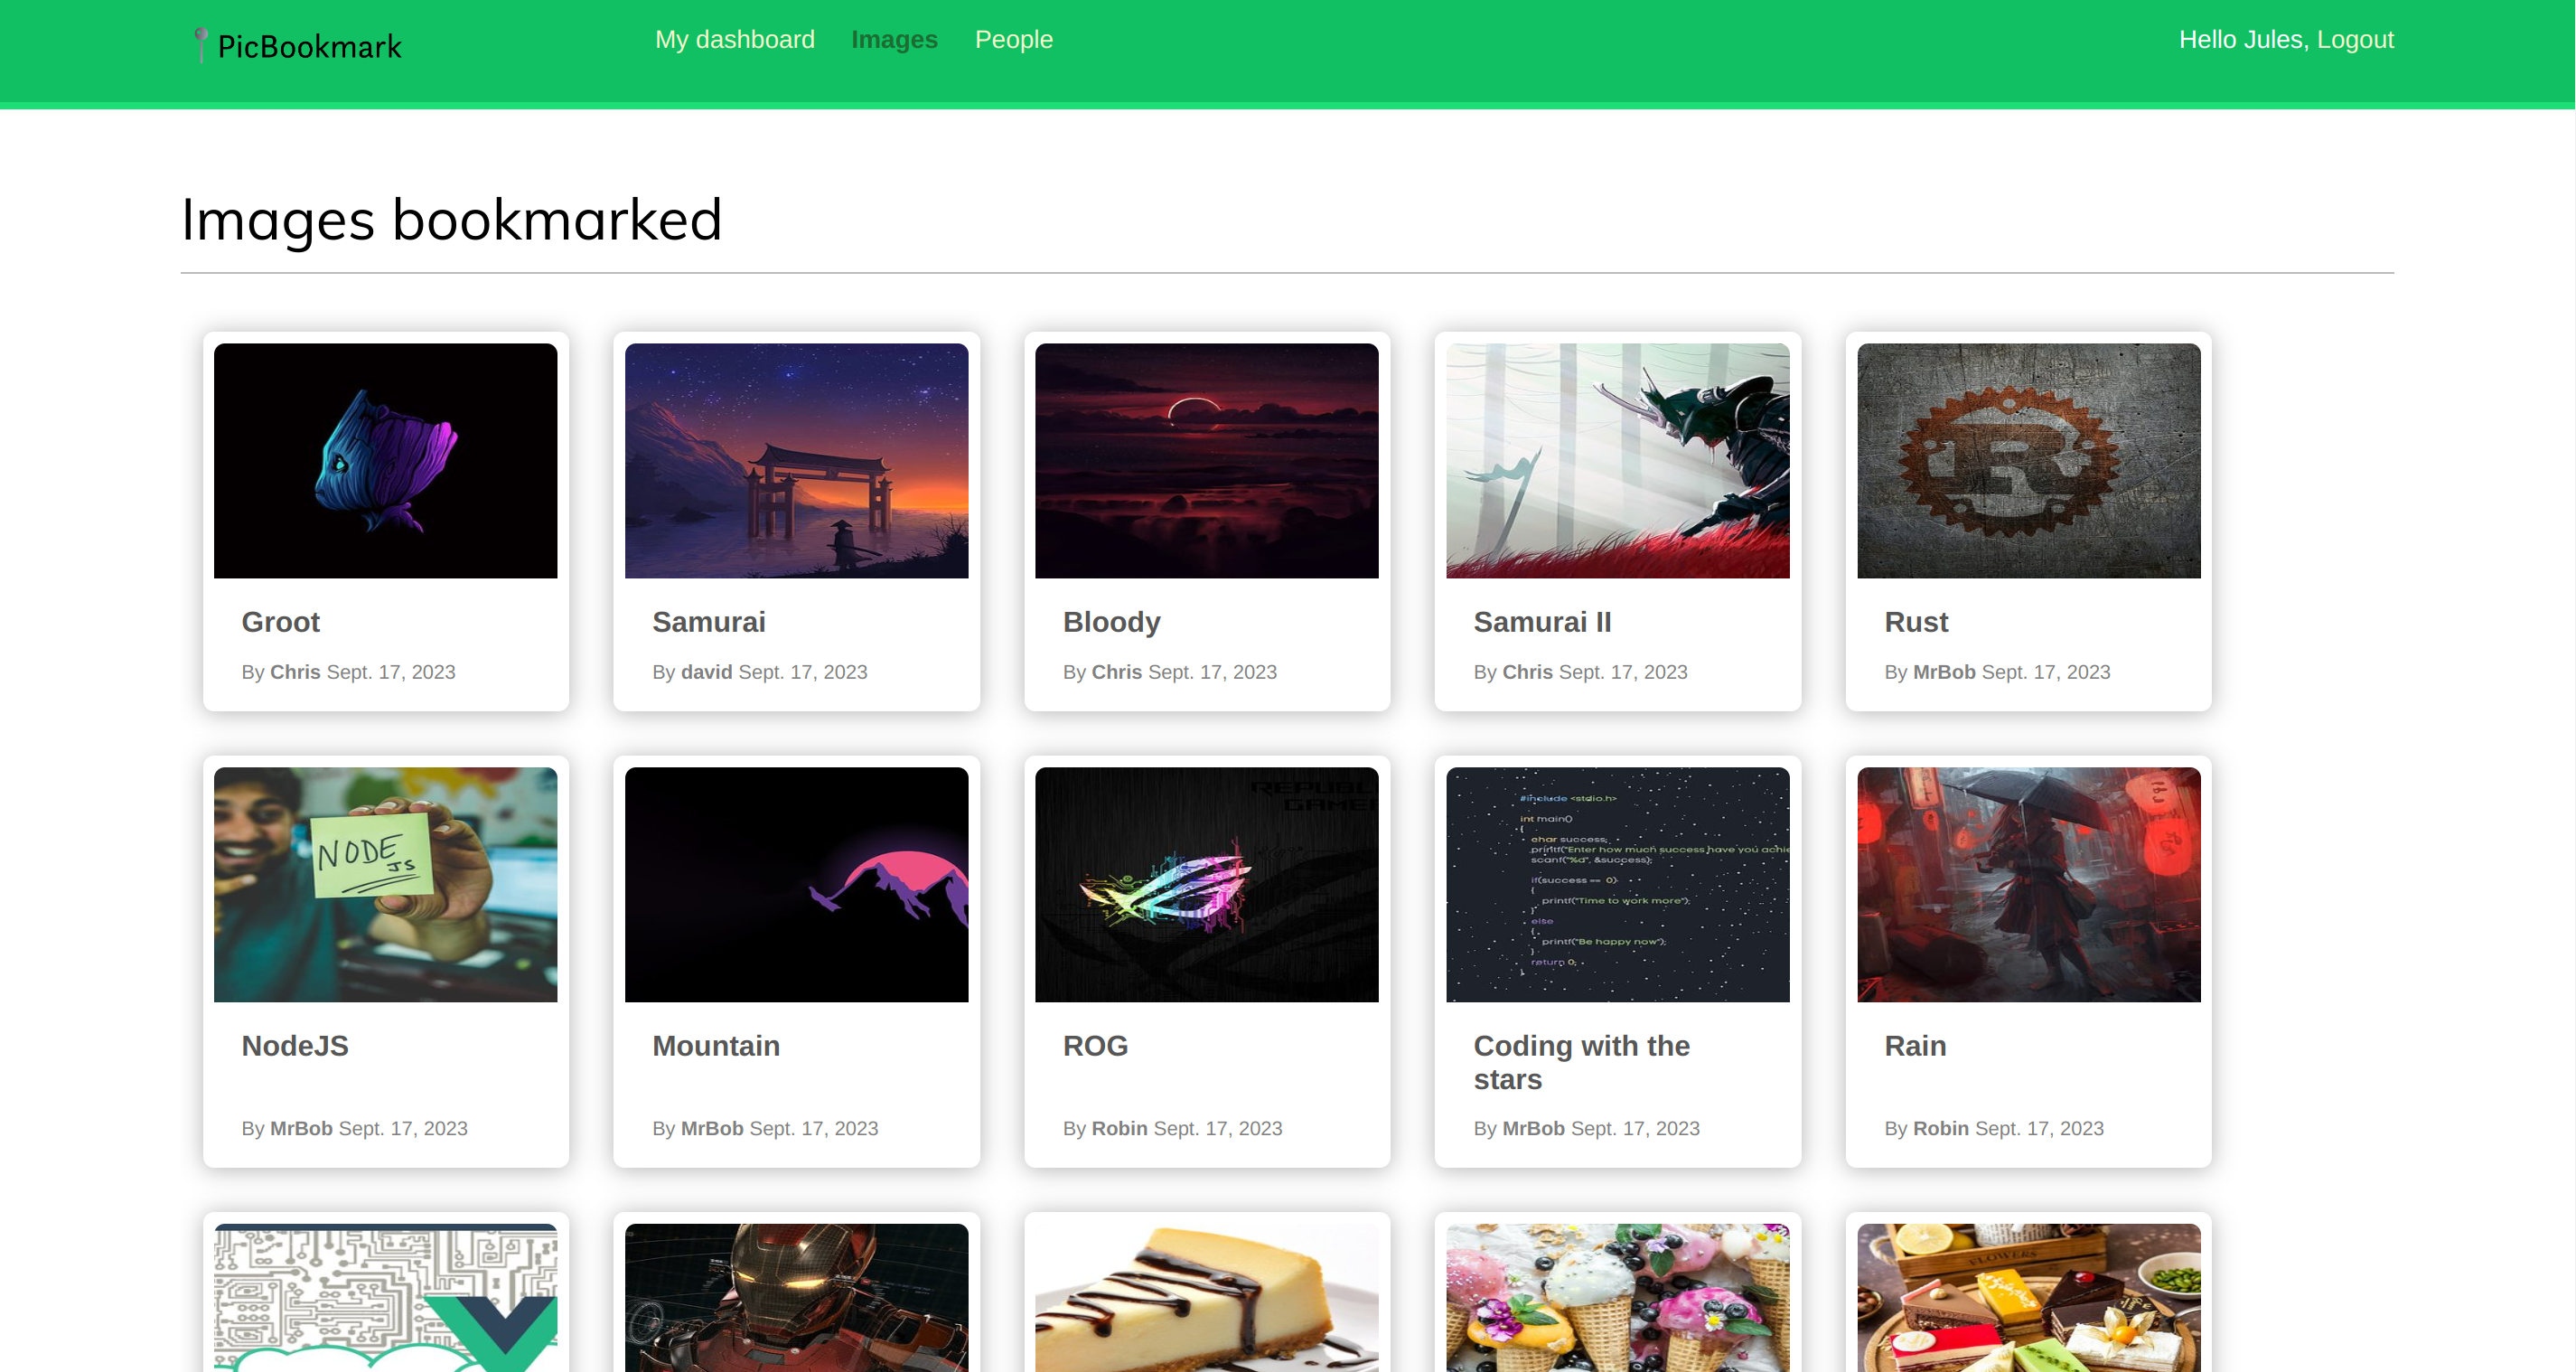 PicBookmark
My dashboard Images People
Hello Jules, Logout
Images bookmarked
Groot
By Chris Sept. 17, 2023
Samurai
By david Sept. 17, 2023
Bloody
By Chris Sept. 17, 2023
Samurai II
By Chris Sept. 17, 2023
R
Rust
By MrBob Sept. 17, 2023
NODE
JS
NodeJS
By MrBob Sept. 17, 2023
Mountain
By MrBob Sept. 17, 2023
REPUBL
GAMER
ROG
By Robin Sept. 17, 2023
#include <stdio.h>
int main()
{
char success;
printf("Enter how much success have you achie
scanf("%d", &success);
if(success == 0)
{
printf("Time to work more");
}
else
{
printf("Be happy now");
}
return 0;
}
Coding with the
stars
By MrBob Sept. 17, 2023
Rain
By Robin Sept. 17, 2023
FLOWERS